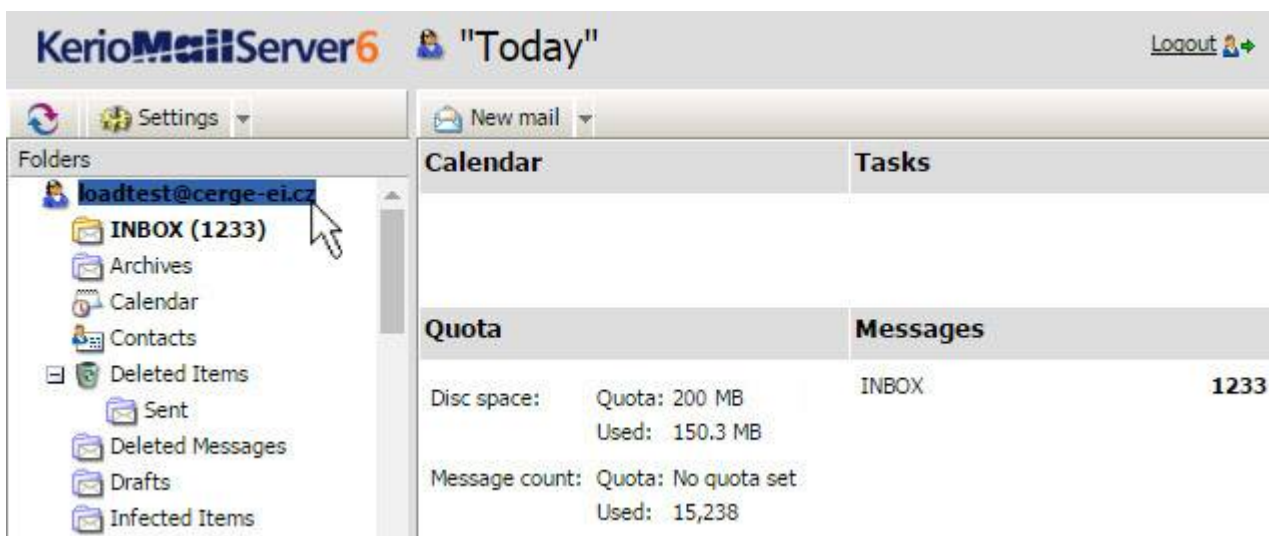 KerioMailServer6 "Today" Logout
Settings New mail
Folders
loadtest@cerge-ei.cz
INBOX (1233)
Archives
Calendar
Contacts
Deleted Items
Sent
Deleted Messages
Drafts
Infected Items
Calendar Tasks
Quota Messages
Disc space: Quota: 200 MB
Used: 150.3 MB
Message count: Quota: No quota set
Used: 15,238
INBOX 1233